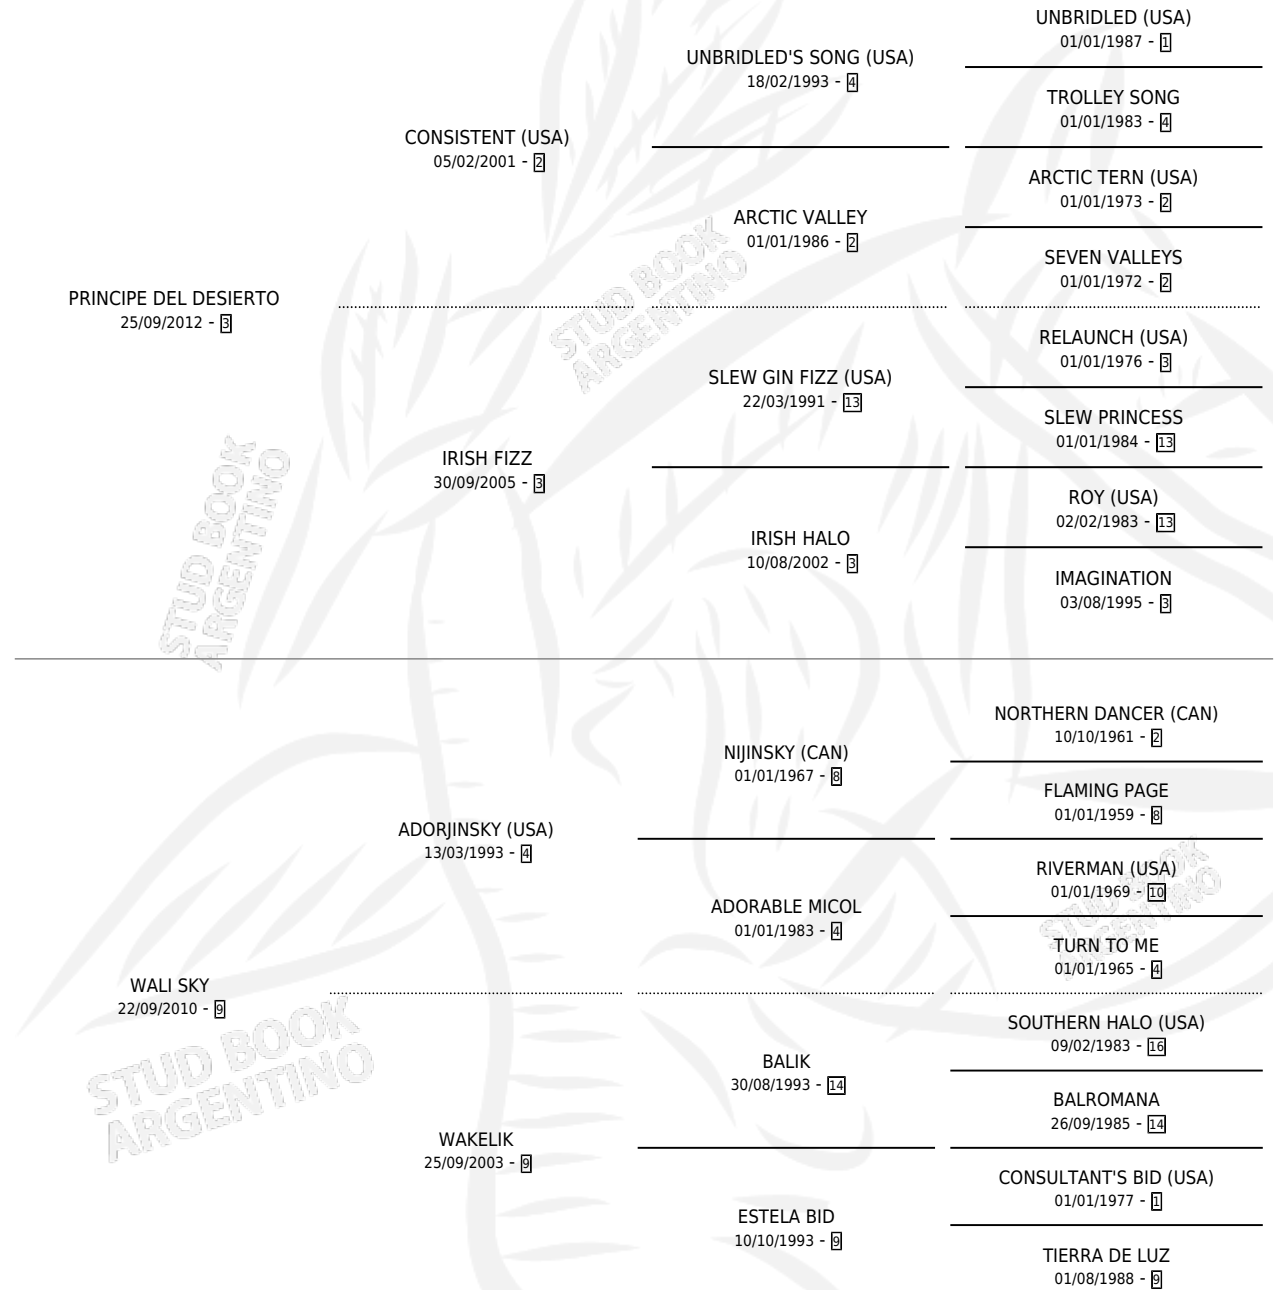 UNBRIDLED (USA)
01/01/1987 - 1
UNBRIDLED'S SONG (USA)
18/02/1993 - 4
TROLLEY SONG
01/01/1983 - 4
CONSISTENT (USA)
05/02/2001 - 2
ARCTIC TERN (USA)
01/01/1973 - 2
ARCTIC VALLEY
01/01/1986 - 2
SEVEN VALLEYS
01/01/1972 - 2
PRINCIPE DEL DESIERTO
25/09/2012 - 3
STUD BOOK
ARGENTINO
RELAUNCH (USA)
01/01/1976 - 3
SLEW GIN FIZZ (USA)
22/03/1991 - 13
SLEW PRINCESS
01/01/1984 - 13
IRISH FIZZ
30/09/2005 - 3
ROY (USA)
02/02/1983 - 13
IRISH HALO
10/08/2002 - 3
IMAGINATION
03/08/1995 - 3
STUD BOOK
ARGENTINO
NORTHERN DANCER (CAN)
10/10/1961 - 2
NIJINSKY (CAN)
01/01/1967 - 8
FLAMING PAGE
01/01/1959 - 8
ADORJINSKY (USA)
13/03/1993 - 4
RIVERMAN (USA)
01/01/1969 - 10
ADORABLE MICOL
01/01/1983 - 4
TURN TO ME
01/01/1965 - 4
STUD BOOK
ARGENTINO
WALI SKY
22/09/2010 - 9
STUD BOOK
ARGENTINO
SOUTHERN HALO (USA)
09/02/1983 - 16
BALIK
30/08/1993 - 14
BALROMANA
26/09/1985 - 14
WAKELIK
25/09/2003 - 9
CONSULTANT'S BID (USA)
01/01/1977 - 1
ESTELA BID
10/10/1993 - 9
TIERRA DE LUZ
01/08/1988 - 9